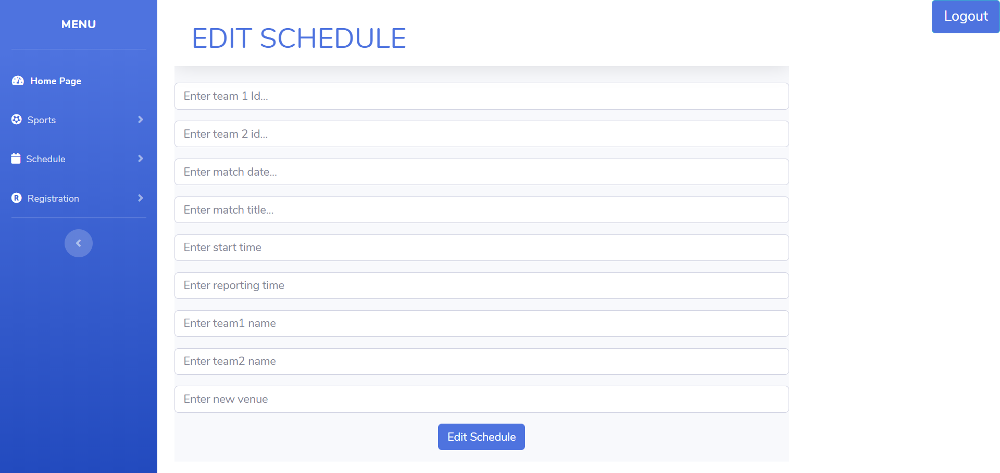 MENU
Home Page
Sports
Schedule
R Registration
EDIT SCHEDULE
Logout
Enter team 1 Id...
Enter team 2 id...
Enter match date...
Enter match title...
Enter start time
Enter reporting time
Enter team1 name
Enter team2 name
Enter new venue
Edit Schedule